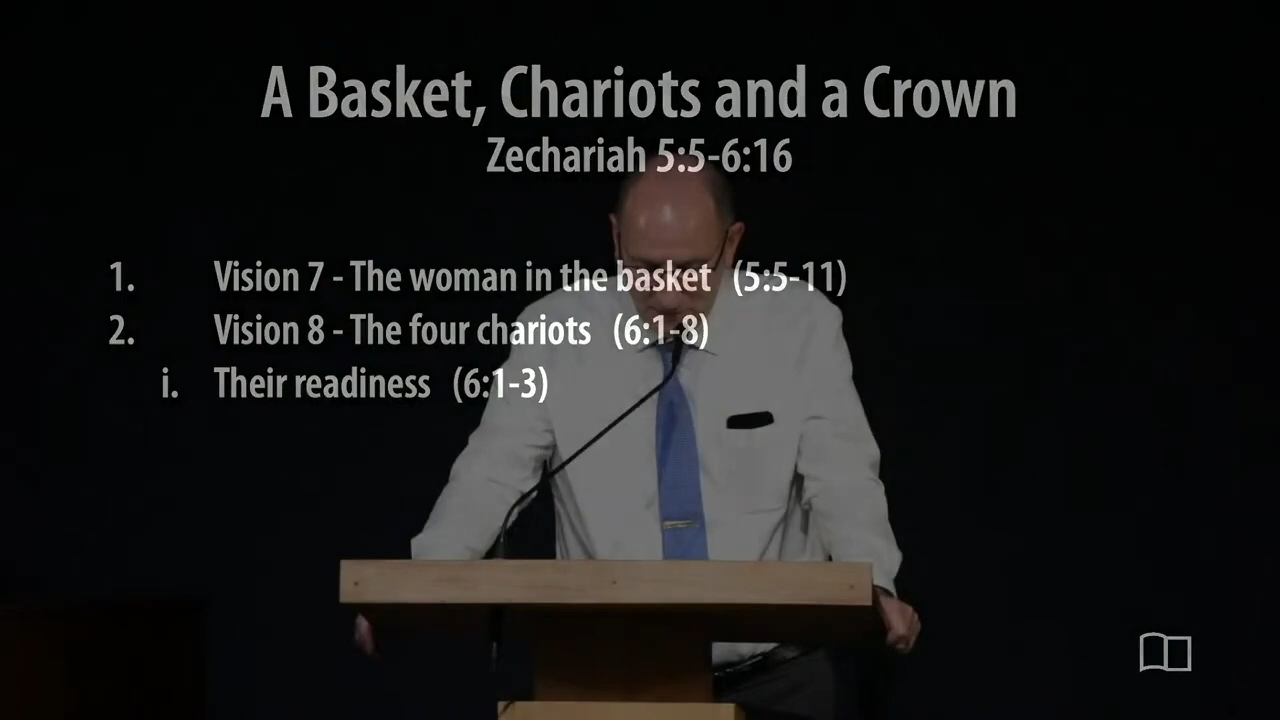 A Basket, Chariots and a Crown
Zechariah 5:5-6:16
1. Vision 7 - The woman in the basket (5:5-11)
2. Vision 8 - The four chariots (6:1-8)
i. Their readiness (6:1-3)